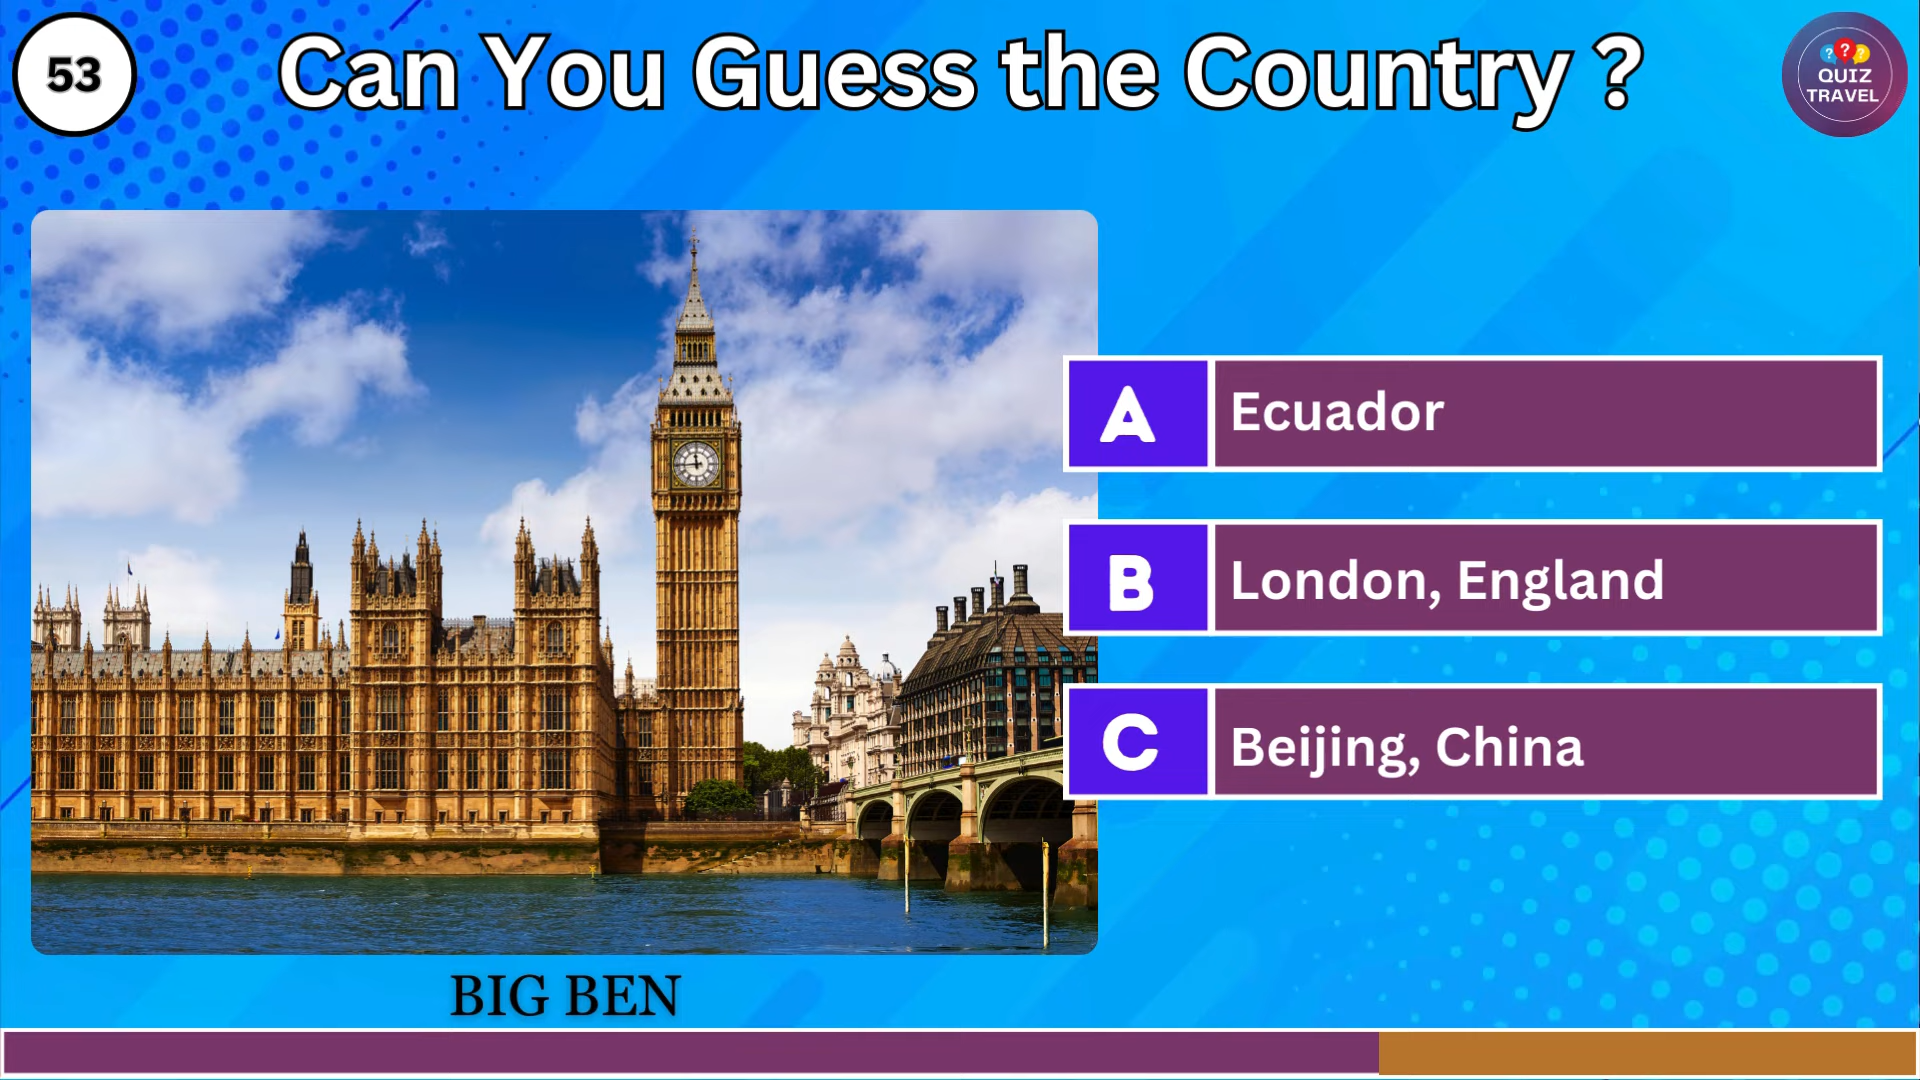 53
Can You Guess the Country ?
? ? ?
QUIZ
TRAVEL
A Ecuador
B London, England
C Beijing, China
BIG BEN